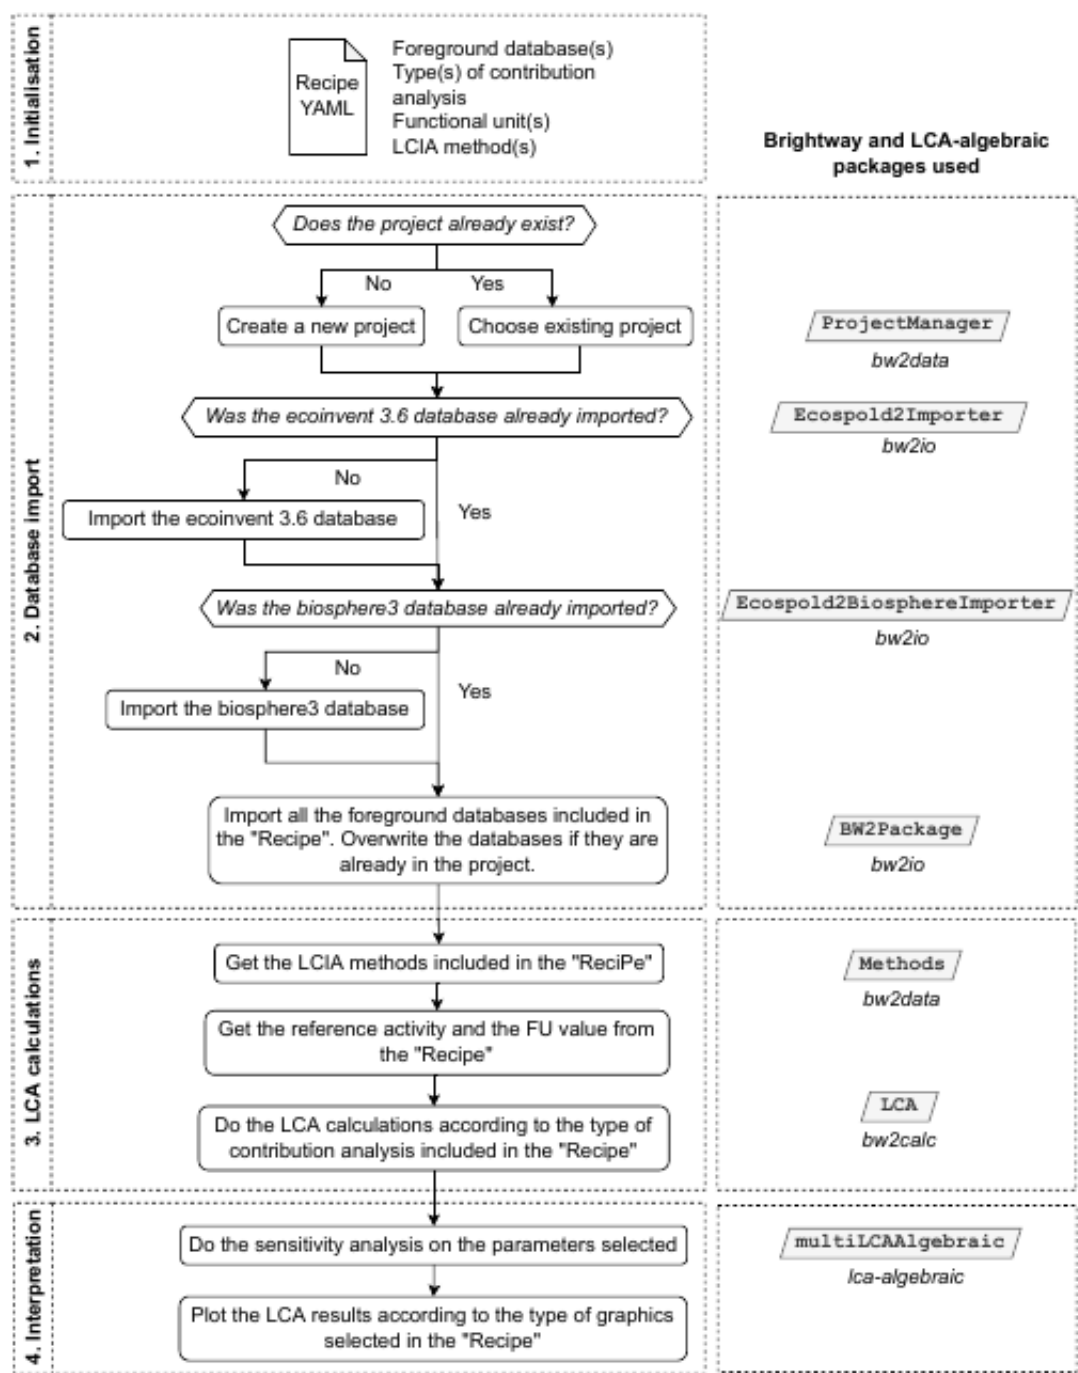 1. Initialisation
Recipe
YAML
Foreground database(s)
Type(s) of contribution
analysis
Functional unit(s)
LCIA method(s)
Brightway and LCA-algebraic
packages used
2. Database import
Does the project already exist?
No
Yes
Create a new project
Choose existing project
ProjectManager
bw2data
Was the ecoinvent 3.6 database already imported?
Ecospold2Importer
bw2io
No
Yes
Import the ecoinvent 3.6 database
Was the biosphere3 database already imported?
Ecospold2BiosphereImporter
bw2io
No
Yes
Import the biosphere3 database
Import all the foreground databases included in
the "Recipe". Overwrite the databases if they are
already in the project.
BW2Package
bw2io
3. LCA calculations
Get the LCIA methods included in the "ReciPe"
Methods
bw2data
Get the reference activity and the FU value from
the "Recipe"
Do the LCA calculations according to the type of
contribution analysis included in the "Recipe"
LCA
bw2calc
4. Interpretation
Do the sensitivity analysis on the parameters selected
multiLCAAlgebraic
lca-algebraic
Plot the LCA results according to the type of graphics
selected in the "Recipe"